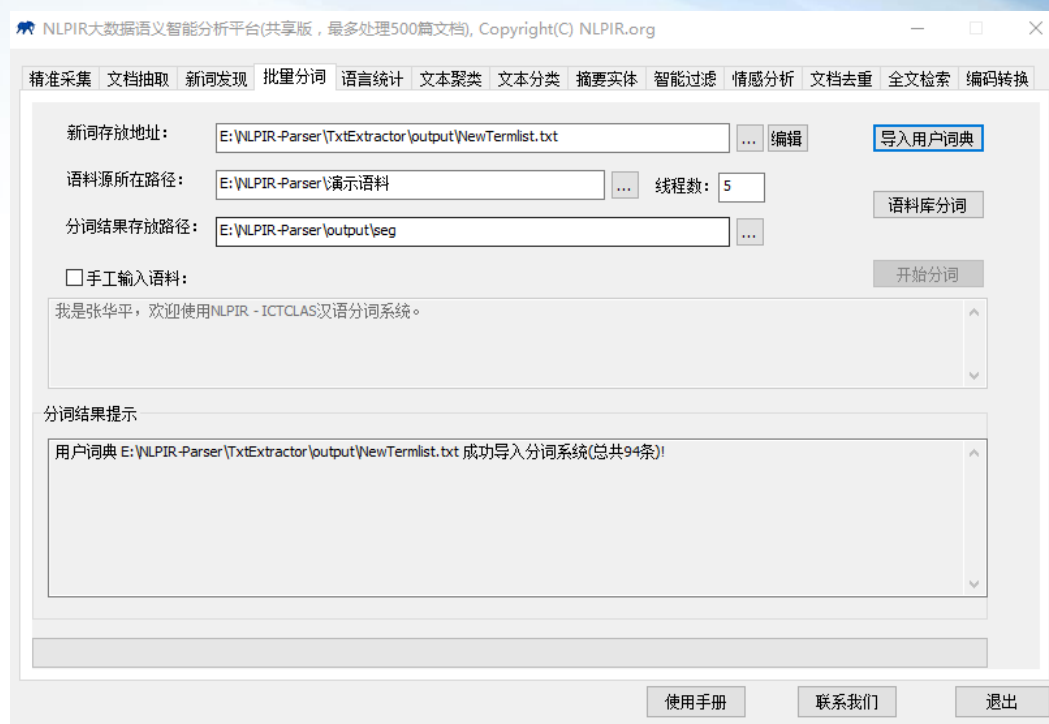 NLPIR大数据语义智能分析平台(共享版，最多处理500篇文档), Copyright(C) NLPIR.org
精准采集 文档抽取 新词发现 批量分词 语言统计 文本聚类 文本分类 摘要实体 智能过滤 情感分析 文档去重 全文检索 编码转换
新词存放地址： E:\NLPIR-Parser\TxtExtractor\output\NewTermlist.txt ... 编辑 导入用户词典
语料源所在路径： E:\NLPIR-Parser\演示语料 ... 线程数： 5
语料库分词
分词结果存放路径： E:\NLPIR-Parser\output\seg ...
手工输入语料： 开始分词
我是张华平，欢迎使用NLPIR - ICTCLAS汉语分词系统。
分词结果提示
用户词典 E:\NLPIR-Parser\TxtExtractor\output\NewTermlist.txt 成功导入分词系统(总共94条)!
使用手册 联系我们 退出